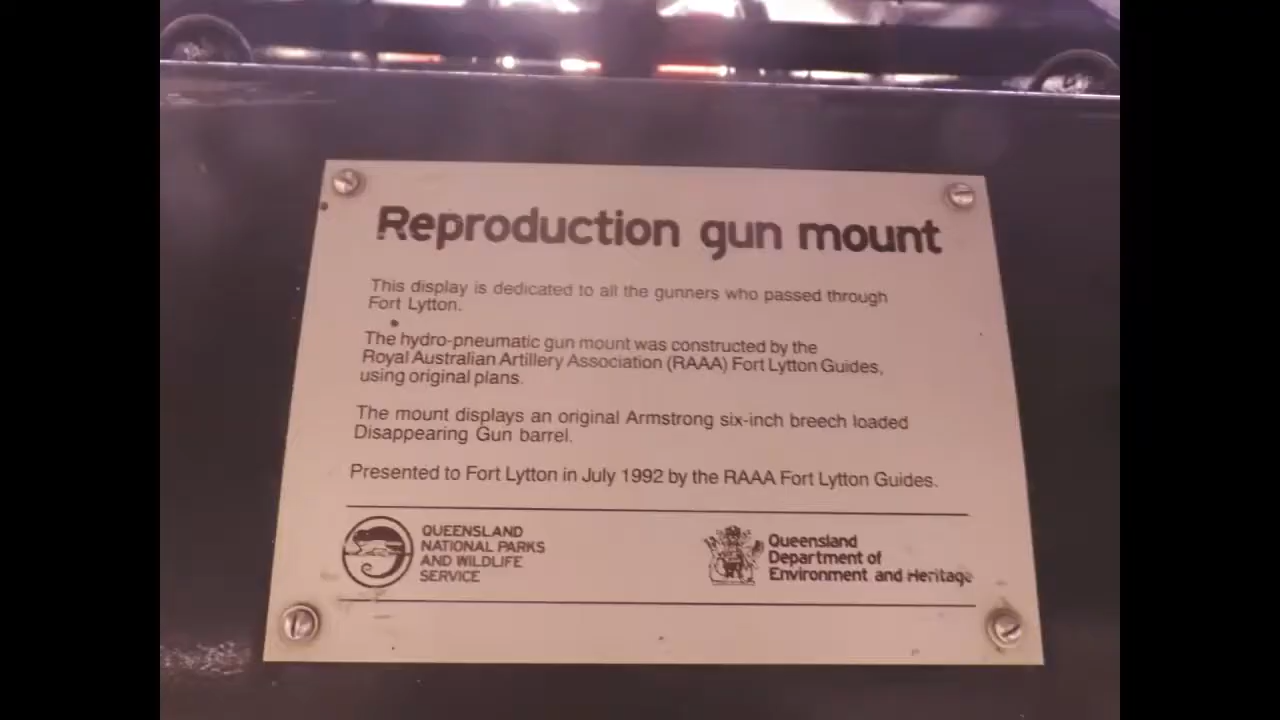 Reproduction gun mount
This display is dedicated to all the gunners who passed through
Fort Lytton.
The hydro-pneumatic gun mount was constructed by the
Royal Australian Artillery Association (RAAA) Fort Lytton Guides,
using original plans.
The mount displays an original Armstrong six-inch breech loaded
Disappearing Gun barrel.
Presented to Fort Lytton in July 1992 by the RAAA Fort Lytton Guides.
QUEENSLAND
NATIONAL PARKS
AND WILDLIFE
SERVICE
Queensland
Department of
Environment and Heritage